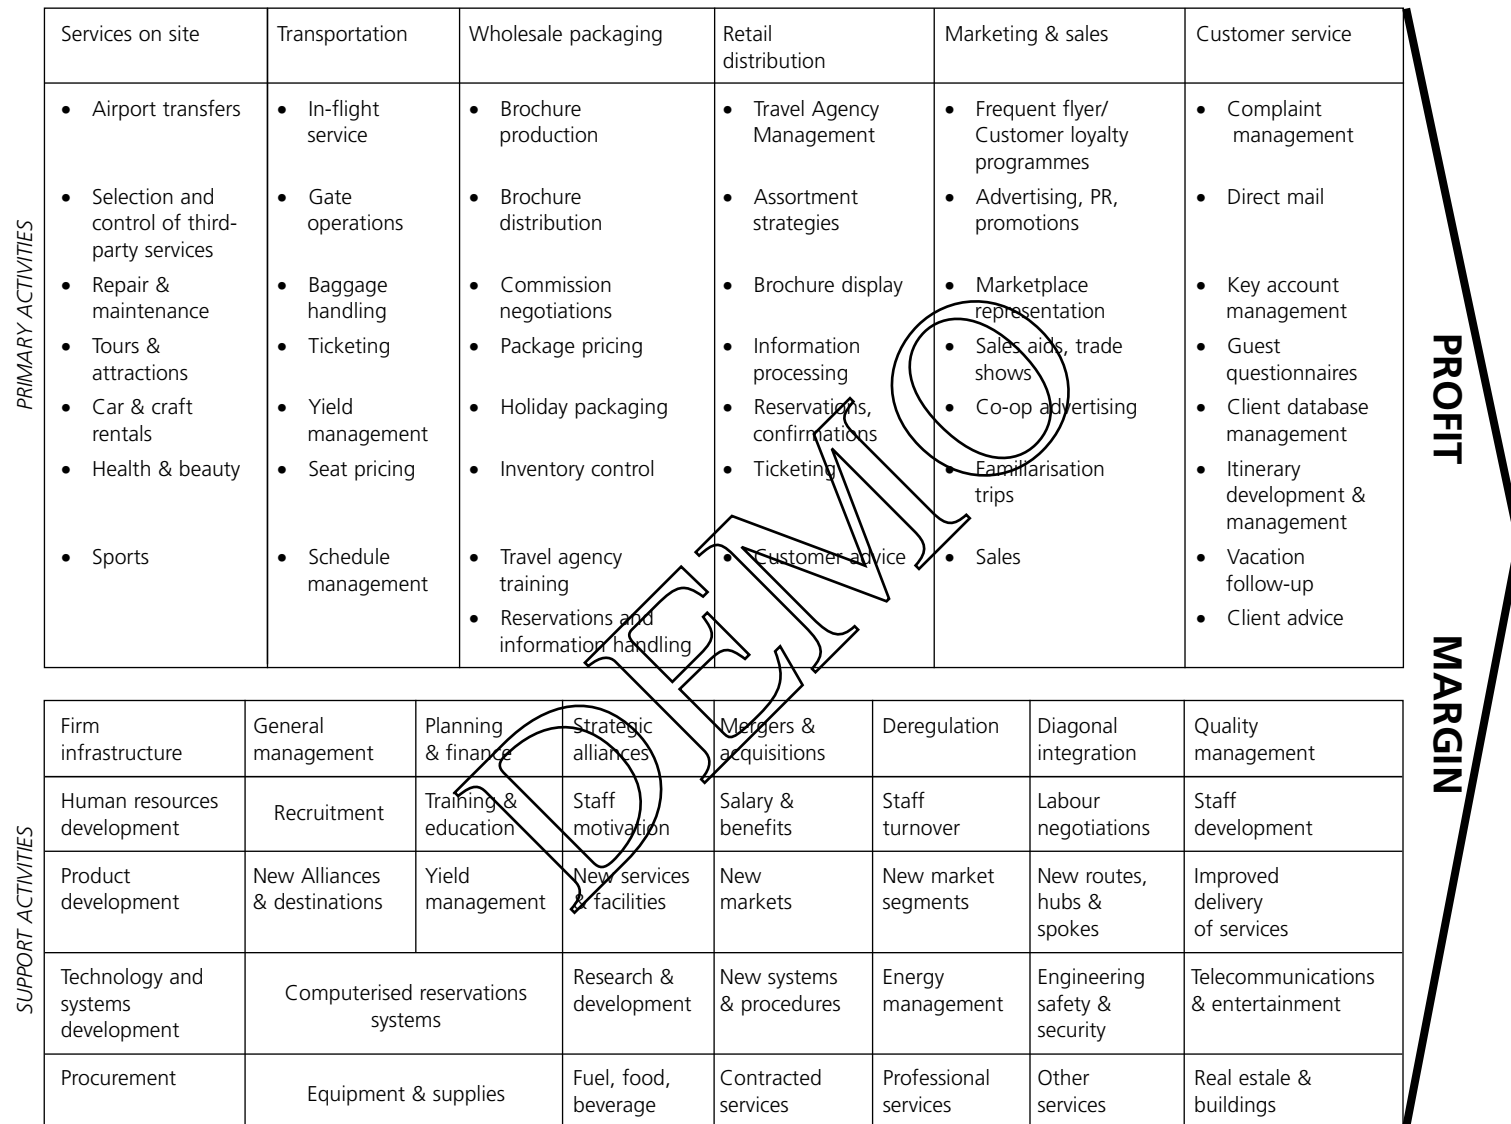 Services on site
Transportation
Wholesale packaging
Retail
distribution
Marketing & sales
Customer service
PRIMARY ACTIVITIES
• Airport transfers
• Selection and
control of third-
party services
• Repair &
maintenance
• Tours &
attractions
• Car & craft
rentals
• Health & beauty
• Sports
• In-flight
service
• Gate
operations
• Baggage
handling
• Ticketing
• Yield
management
• Seat pricing
• Schedule
management
• Brochure
production
• Brochure
distribution
• Commission
negotiations
• Package pricing
• Holiday packaging
• Inventory control
• Travel agency
training
• Reservations and
information handling
• Travel Agency
Management
• Assortment
strategies
• Brochure display
• Information
processing
• Reservations,
confirmations
• Ticketing
• Customer advice
• Frequent flyer/
Customer loyalty
programmes
• Advertising, PR,
promotions
• Marketplace
representation
• Sales aids, trade
shows
• Co-op advertising
• Familiarisation
trips
• Sales
• Complaint
management
• Direct mail
• Key account
management
• Guest
questionnaires
• Client database
management
• Itinerary
development &
management
• Vacation
follow-up
• Client advice
PROFIT MARGIN
DEMO
SUPPORT ACTIVITIES
Firm
infrastructure
General
management
Planning
& finance
Strategic
alliances
Mergers &
acquisitions
Deregulation
Diagonal
integration
Quality
management
Human resources
development
Recruitment
Training &
education
Staff
motivation
Salary &
benefits
Staff
turnover
Labour
negotiations
Staff
development
Product
development
New Alliances
& destinations
Yield
management
New services
& facilities
New
markets
New market
segments
New routes,
hubs &
spokes
Improved
delivery
of services
Technology and
systems
development
Computerised reservations
systems
Research &
development
New systems
& procedures
Energy
management
Engineering
safety &
security
Telecommunications
& entertainment
Procurement
Equipment & supplies
Fuel, food,
beverage
Contracted
services
Professional
services
Other
services
Real estale &
buildings